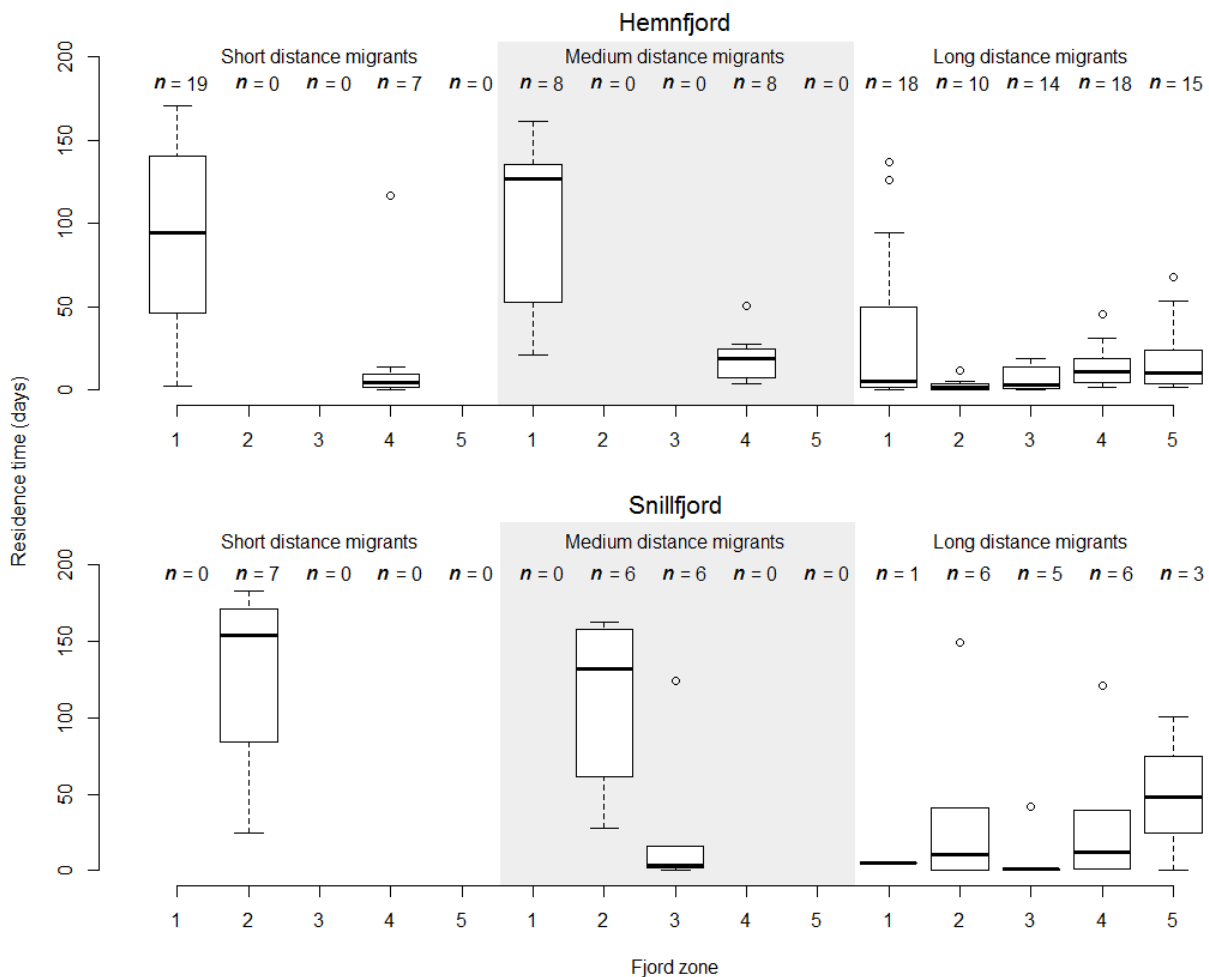 Hemnfjord
Short distance migrants Medium distance migrants Long distance migrants
n = 19 n = 0 n = 0 n = 7 n = 0 n = 8 n = 0 n = 0 n = 8 n = 0 n = 18 n = 10 n = 14 n = 18 n = 15
200
150
100
50
0
1 2 3 4 5 1 2 3 4 5 1 2 3 4 5
Residence time (days)
Snillfjord
Short distance migrants Medium distance migrants Long distance migrants
n = 0 n = 7 n = 0 n = 0 n = 0 n = 0 n = 6 n = 6 n = 0 n = 0 n = 1 n = 6 n = 5 n = 6 n = 3
200
150
100
50
0
1 2 3 4 5 1 2 3 4 5 1 2 3 4 5
Fjord zone